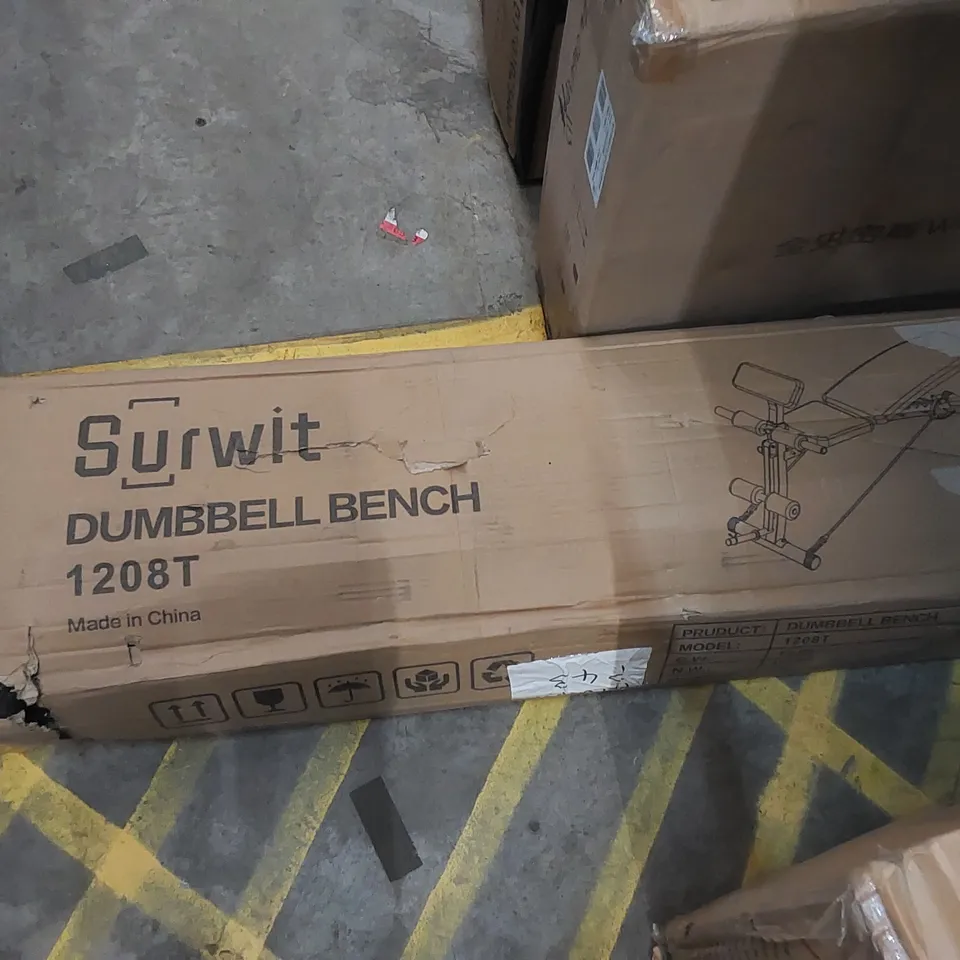 Surwit
DUMBBELL BENCH
1208T
Made in China
PRUDUCT: DUMBBELL BENCH
MODEL: 1208T
N.W.